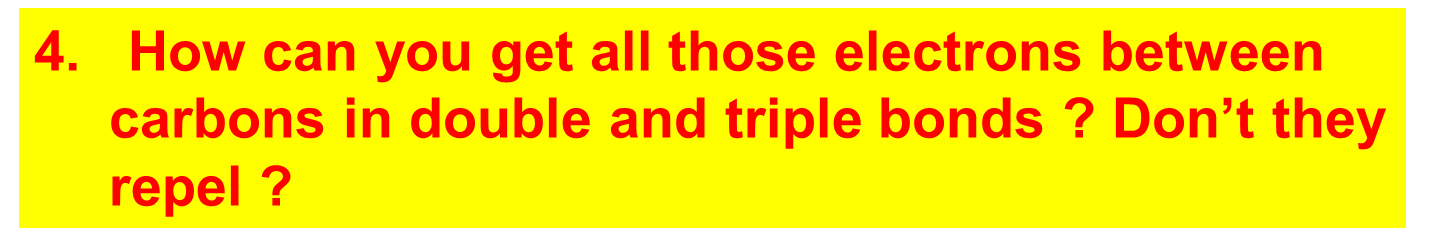 4. How can you get all those electrons between
carbons in double and triple bonds ? Don’t they
repel ?